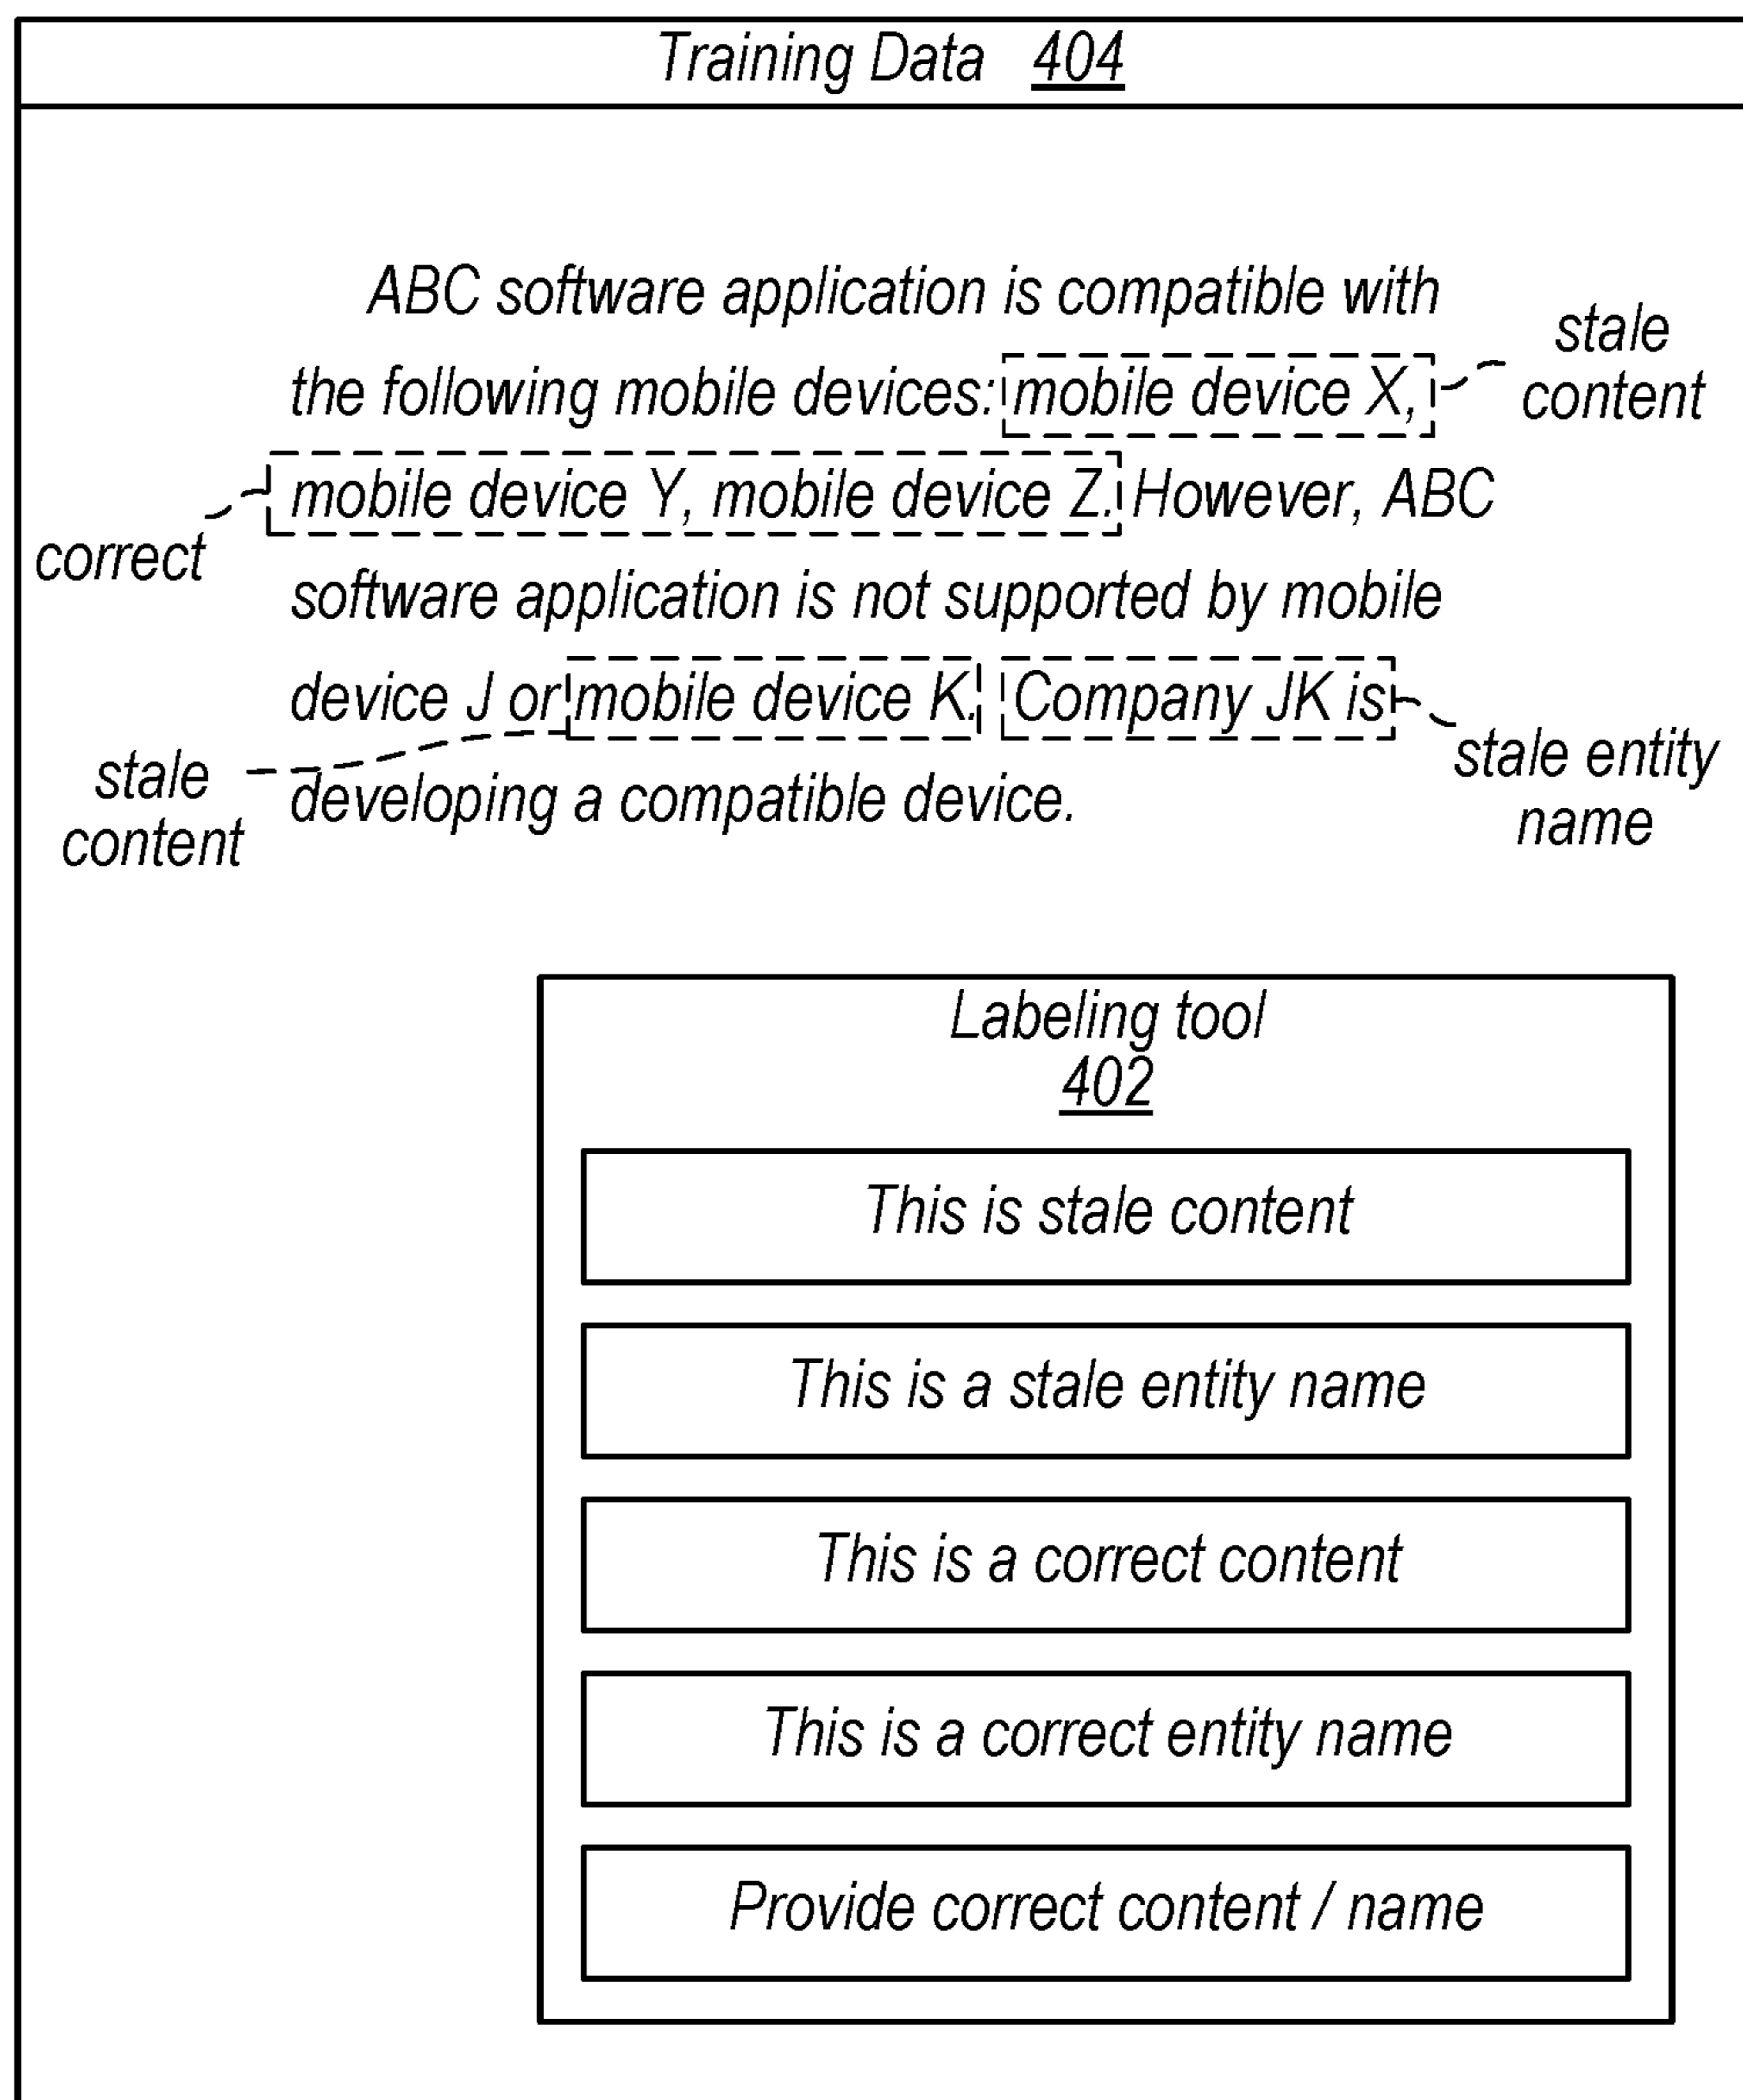 Training Data 404
ABC software application is compatible with
the following mobile devices: mobile device X,
stale
content
mobile device Y, mobile device Z. However, ABC
correct
software application is not supported by mobile
device J or mobile device K. Company JK is
stale entity
name
stale
content
developing a compatible device.
Labeling tool
402
This is stale content
This is a stale entity name
This is a correct content
This is a correct entity name
Provide correct content / name